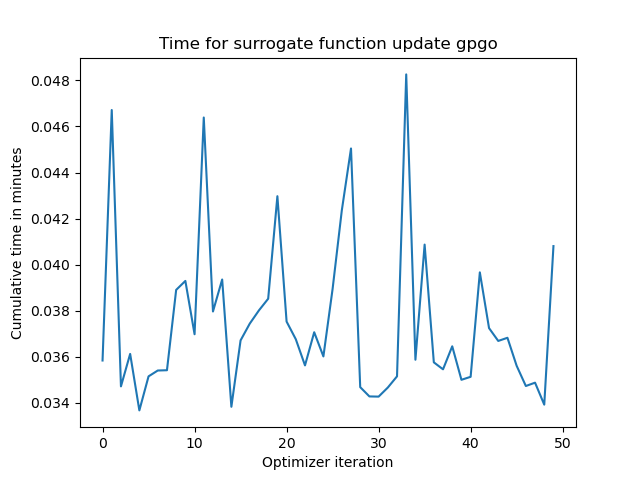 Time for surrogate function update gpgo
Cumulative time in minutes
0.048
0.046
0.044
0.042
0.040
0.038
0.036
0.034
0 10 20 30 40 50
Optimizer iteration